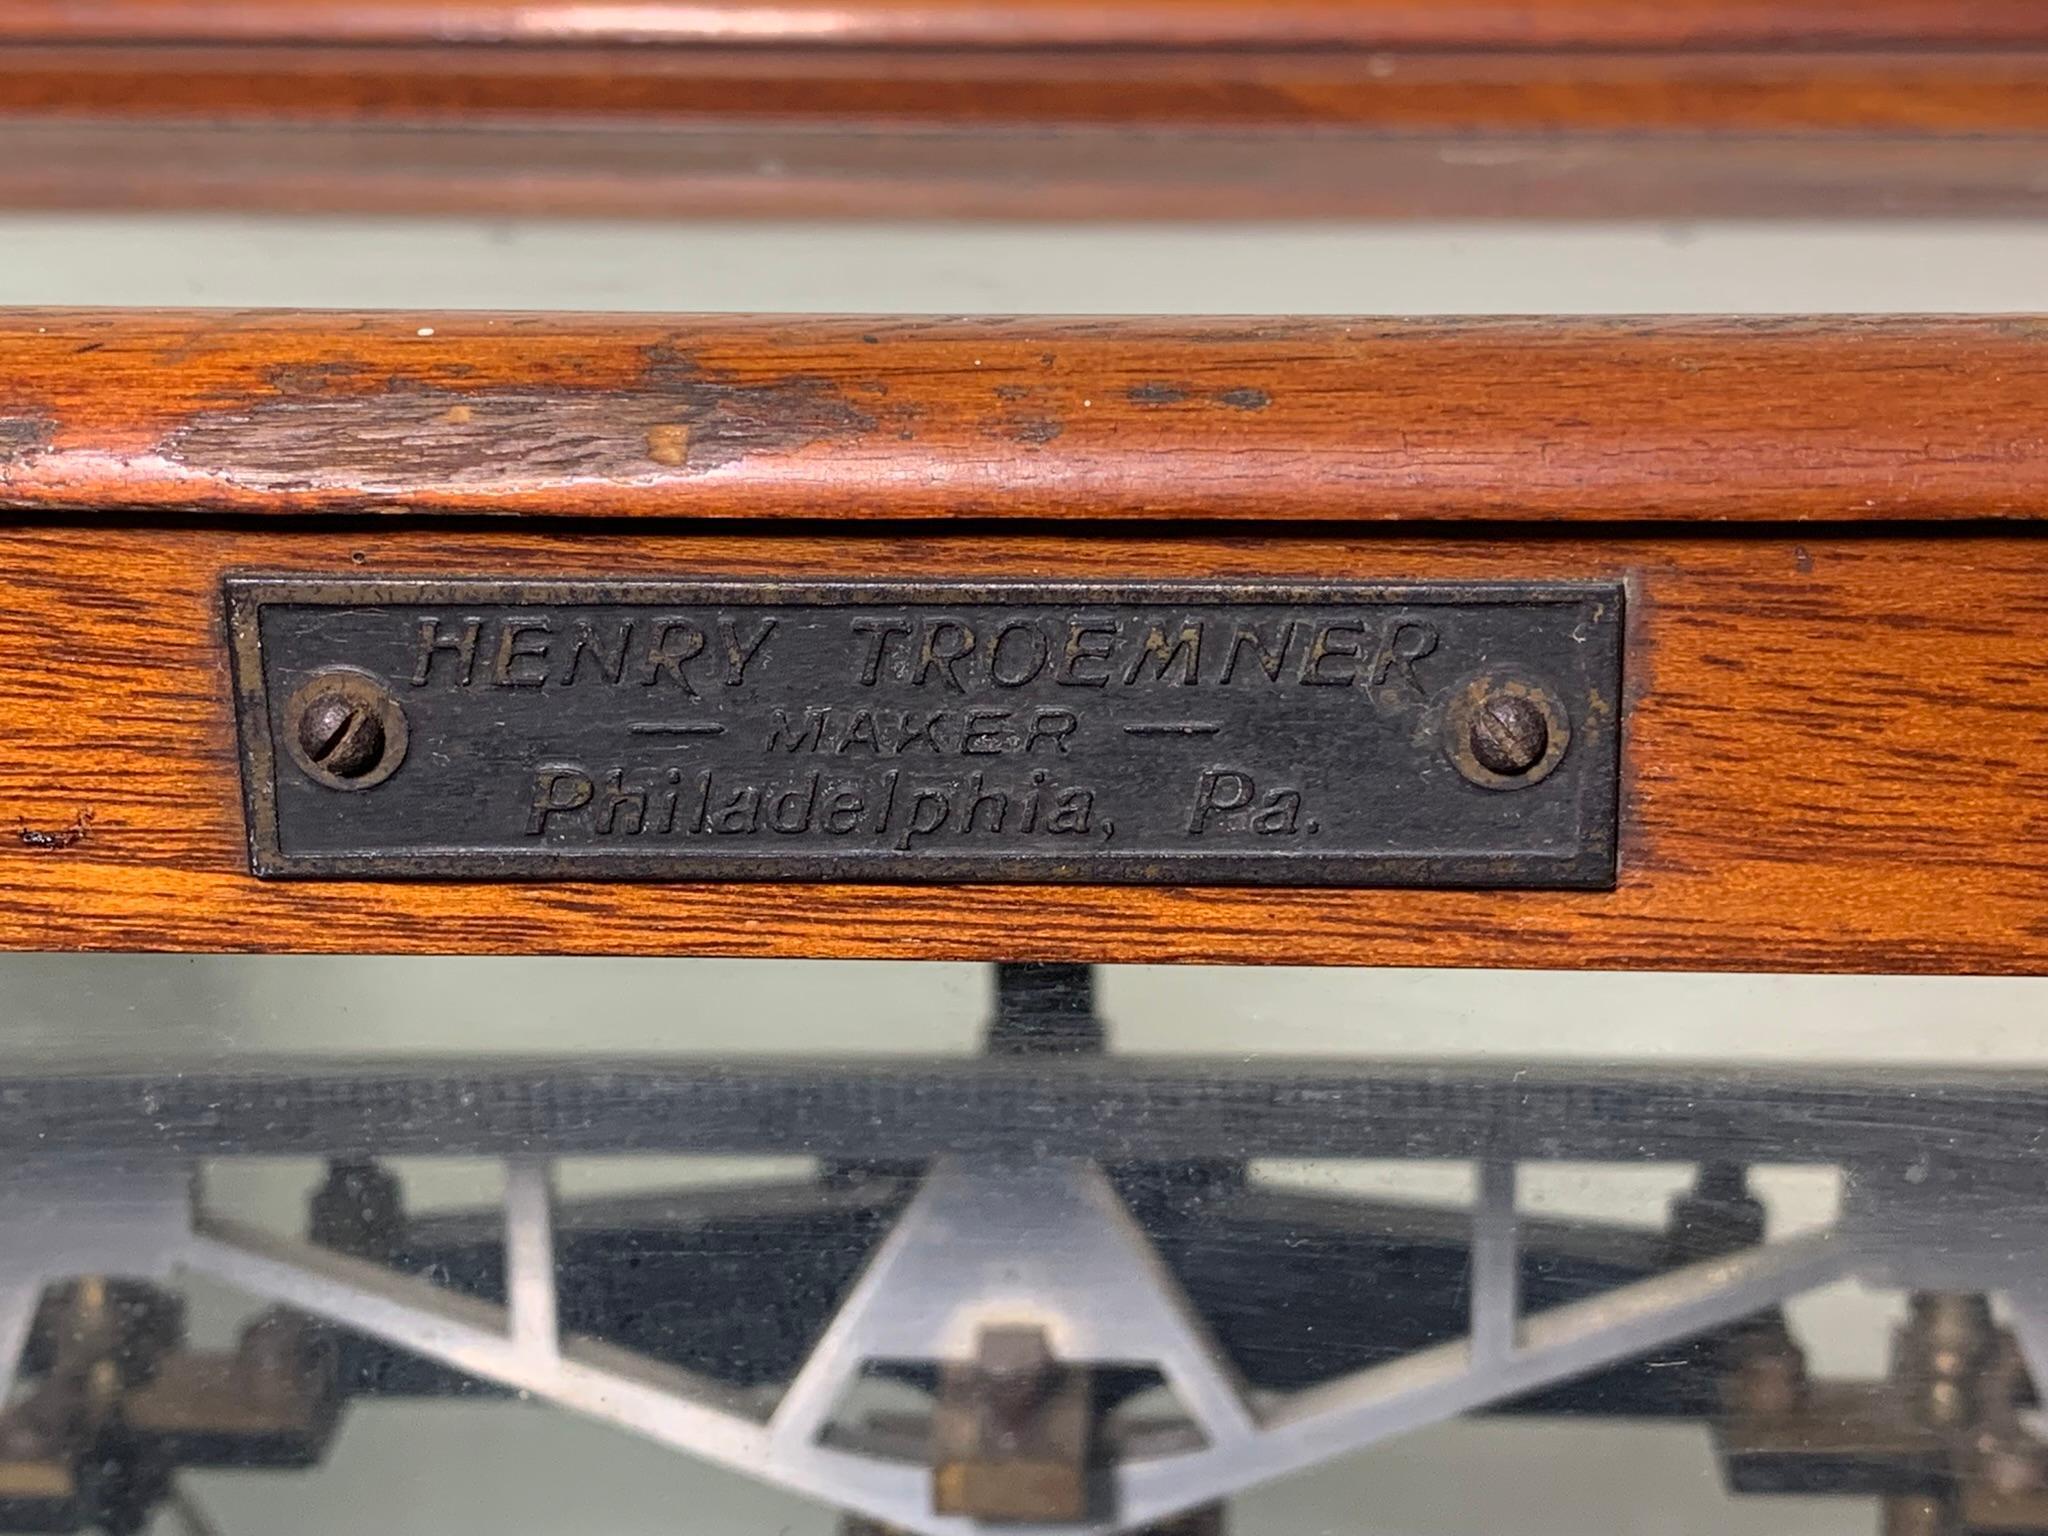 HENRY TROEMNER
— MAKER —
Philadelphia, Pa.